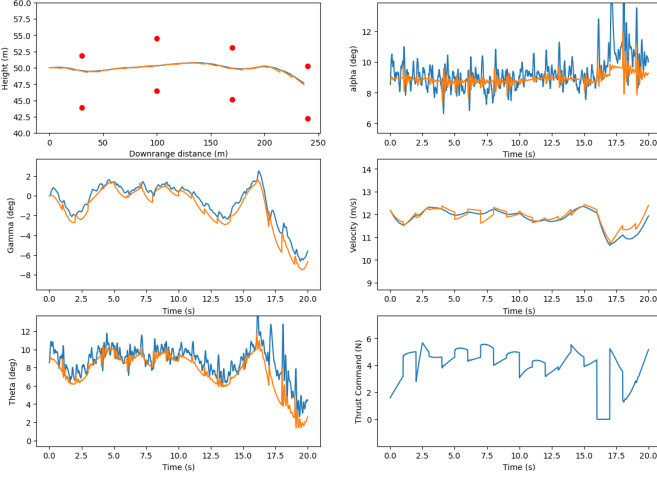 60.0
57.5
55.0
52.5
50.0
47.5
45.0
42.5
40.0
Height (m)
0 50 100 150 200 250
Downrange distance (m)
14
12
10
8
6
alpha (deg)
0.0 2.5 5.0 7.5 10.0 12.5 15.0 17.5 20.0
Time (s)
2
0
−2
−4
−6
−8
Gamma (deg)
0.0 2.5 5.0 7.5 10.0 12.5 15.0 17.5 20.0
Time (s)
14
13
12
11
10
9
Velocity (m/s)
0.0 2.5 5.0 7.5 10.0 12.5 15.0 17.5 20.0
Time (s)
12
10
8
6
4
2
0
Theta (deg)
0.0 2.5 5.0 7.5 10.0 12.5 15.0 17.5 20.0
Time (s)
6
4
2
0
Thrust Command (N)
0.0 2.5 5.0 7.5 10.0 12.5 15.0 17.5 20.0
Time (s)